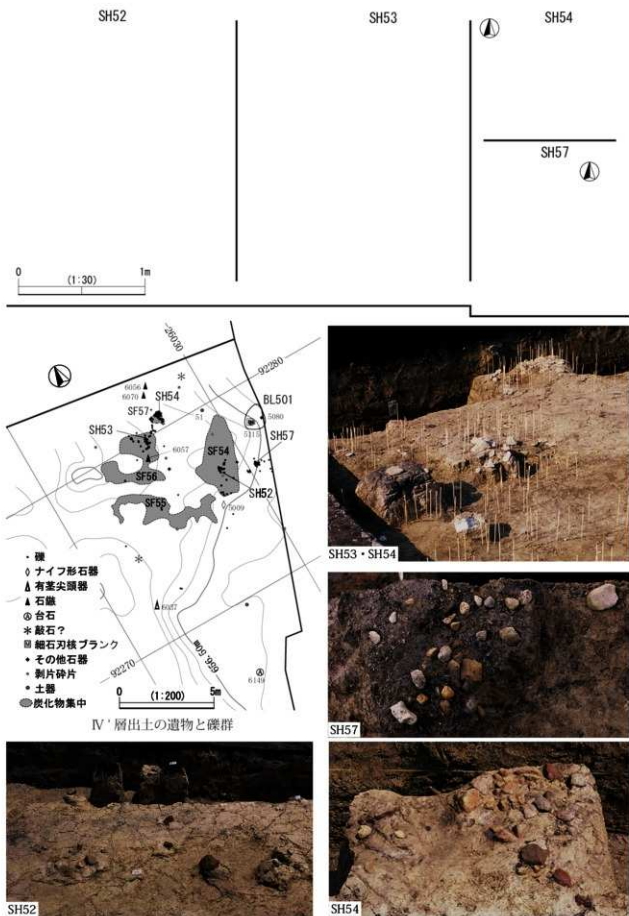 SH52
SH53
SH54
SH57
0 (1:30) 1m
-26030
92280
6056
6070
SH54
SF57
BL501
SH53
51
5080
5115
SH57
6057
SF54
SF56
SH52
SF55
5009
・礫
ナイフ形石器
有茎尖頭器
石鏃
台石
敲石?
細石刃核ブランク
その他石器
剥片砕片
土器
炭化物集中
6037
686.50m
92270
6149
0 (1:200) 5m
Ⅳ'層出土の遺物と礫群
SH53・SH54
SH57
SH52
SH54